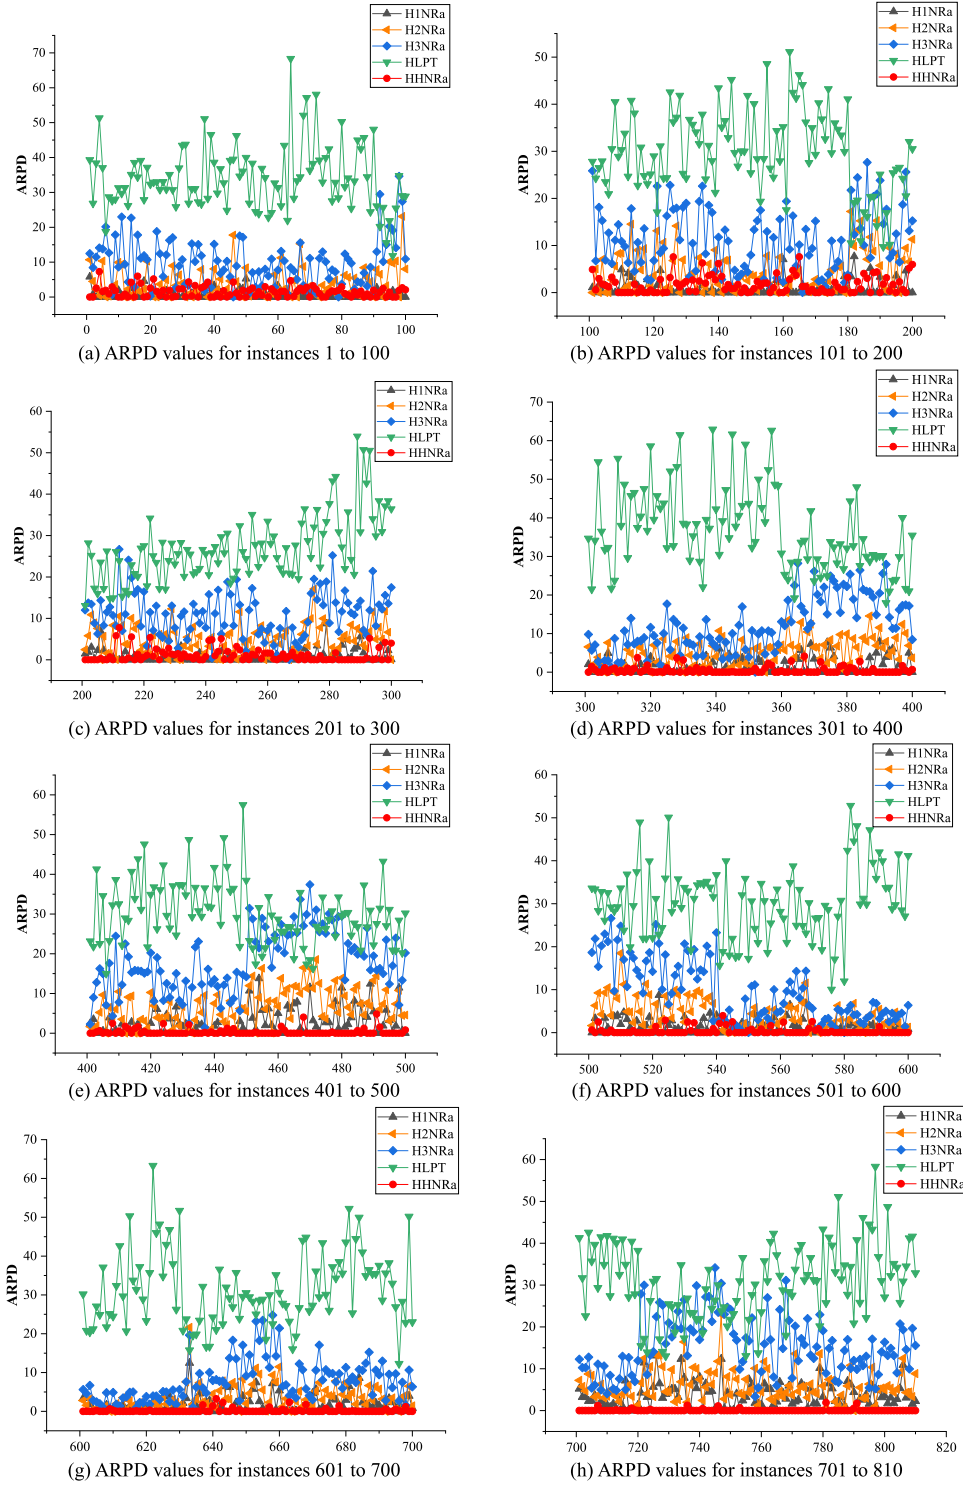 H1NRa
H2NRa
H3NRa
HLPT
HHNRa
ARPD
70
60
50
40
30
20
10
0
0 20 40 60 80 100
(a) ARPD values for instances 1 to 100
H1NRa
H2NRa
H3NRa
HLPT
HHNRa
ARPD
50
40
30
20
10
0
100 120 140 160 180 200
(b) ARPD values for instances 101 to 200
H1NRa
H2NRa
H3NRa
HLPT
HHNRa
ARPD
60
50
40
30
20
10
0
200 220 240 260 280 300
(c) ARPD values for instances 201 to 300
H1NRa
H2NRa
H3NRa
HLPT
HHNRa
ARPD
70
60
50
40
30
20
10
0
300 320 340 360 380 400
(d) ARPD values for instances 301 to 400
H1NRa
H2NRa
H3NRa
HLPT
HHNRa
ARPD
60
50
40
30
20
10
0
400 420 440 460 480 500
(e) ARPD values for instances 401 to 500
H1NRa
H2NRa
H3NRa
HLPT
HHNRa
ARPD
60
50
40
30
20
10
0
500 520 540 560 580 600
(f) ARPD values for instances 501 to 600
H1NRa
H2NRa
H3NRa
HLPT
HHNRa
ARPD
70
60
50
40
30
20
10
0
600 620 640 660 680 700
(g) ARPD values for instances 601 to 700
H1NRa
H2NRa
H3NRa
HLPT
HHNRa
ARPD
60
50
40
30
20
10
0
700 720 740 760 780 800 820
(h) ARPD values for instances 701 to 810